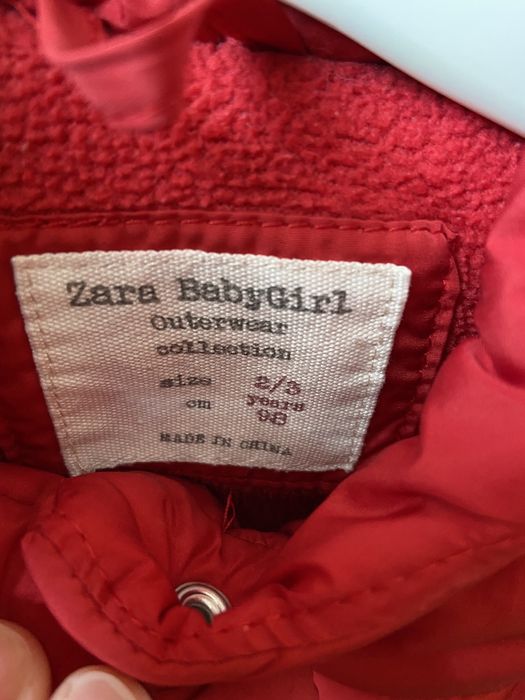 Zara BabyGirl
Outerwear
collection
size 2/3
years
cm 98
MADE IN CHINA